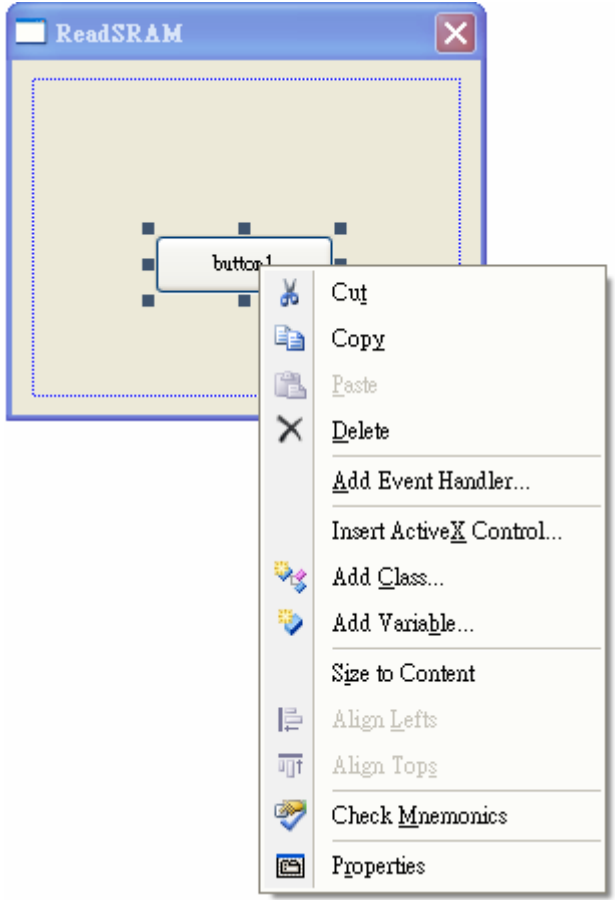 ReadSRAM
button1
Cut
Copy
Paste
Delete
Add Event Handler...
Insert ActiveX Control...
Add Class...
Add Variable...
Size to Content
Align Lefts
Align Tops
Check Mnemonics
Properties